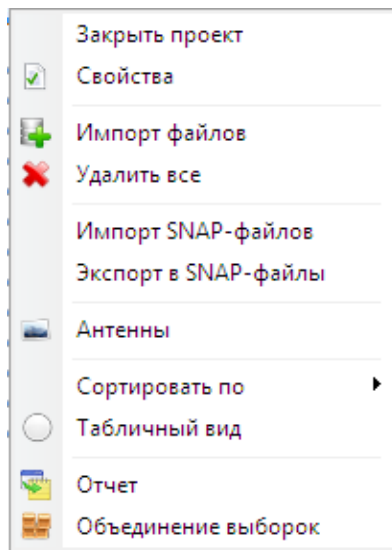 Закрыть проект
Свойства
Импорт файлов
Удалить все
Импорт SNAP-файлов
Экспорт в SNAP-файлы
Антенны
Сортировать по
Табличный вид
Отчет
Объединение выборок